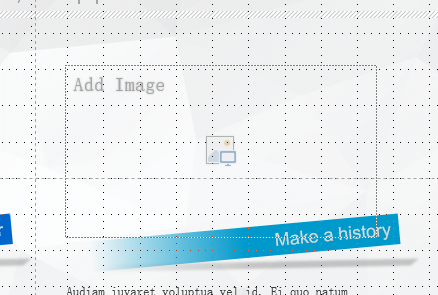 Add Image
Make a history
Audiam iuvaret voluptua vel id. Ei quo natum